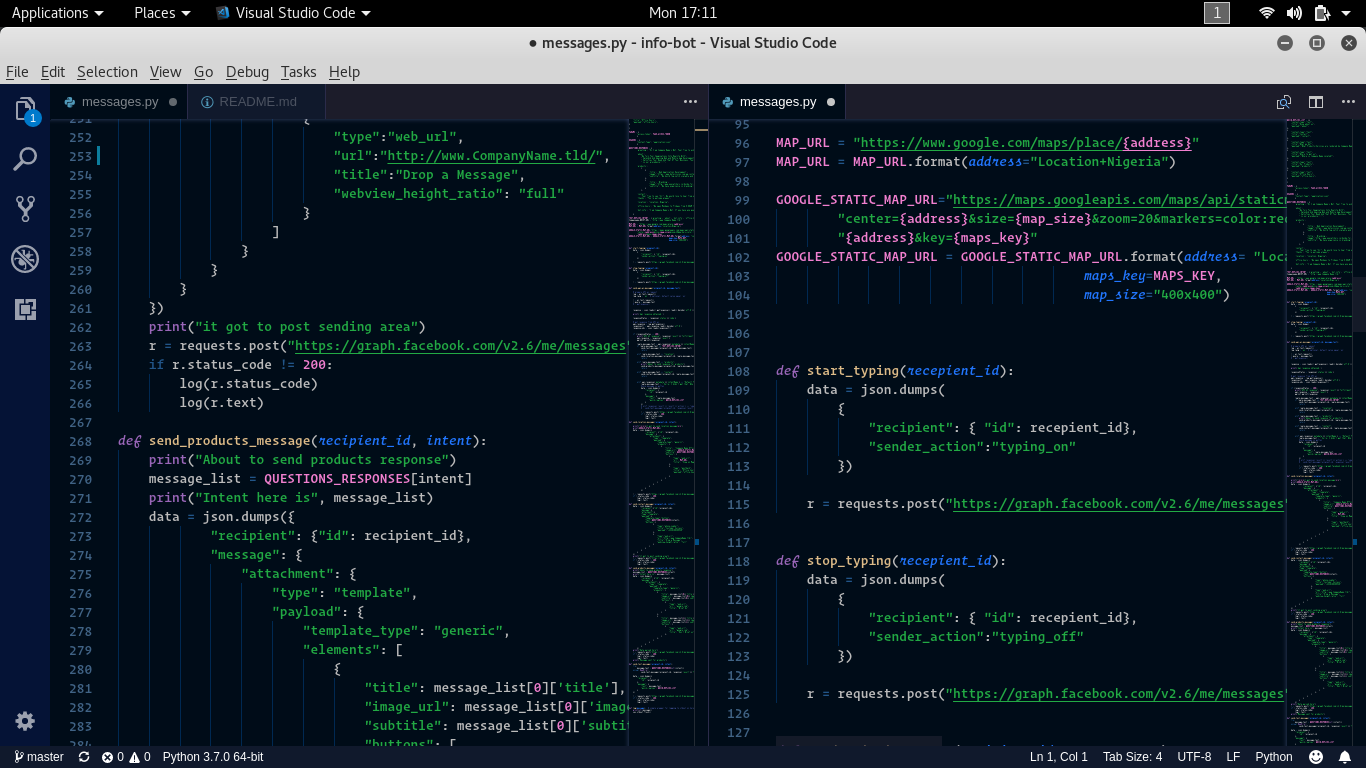 Applications Places Visual Studio Code Mon 17:11 1
● messages.py - info-bot - Visual Studio Code
File Edit Selection View Go Debug Tasks Help
1
messages.py README.md
251 {
252 "type":"web_url",
253 "url":"http://www.CompanyName.tld/",
254 "title":"Drop a Message",
255 "webview_height_ratio": "full"
256 }
257 ]
258 }
259 }
260 }
261 })
262 print("it got to post sending area")
263 r = requests.post("https://graph.facebook.com/v2.6/me/messages"
264 if r.status_code != 200:
265 log(r.status_code)
266 log(r.text)
267
268 def send_products_message(recipient_id, intent):
269 print("About to send products response")
270 message_list = QUESTIONS_RESPONSES[intent]
271 print("Intent here is", message_list)
272 data = json.dumps({
273 "recipient": {"id": recipient_id},
274 "message": {
275 "attachment": {
276 "type": "template",
277 "payload": {
278 "template_type": "generic",
279 "elements": [
280 {
281 "title": message_list[0]['title'],
282 "image_url": message_list[0]['imag
283 "subtitle": message_list[0]['subti
284 "buttons": [
messages.py
95
96 MAP_URL = "https://www.google.com/maps/place/{address}"
97 MAP_URL = MAP_URL.format(address="Location+Nigeria")
98
99 GOOGLE_STATIC_MAP_URL="https://maps.googleapis.com/maps/api/static
100 "center={address}&size={map_size}&zoom=20&markers=color:red
101 "{address}&key={maps_key}"
102 GOOGLE_STATIC_MAP_URL = GOOGLE_STATIC_MAP_URL.format(address= "Loca
103 maps_key=MAPS_KEY,
104 map_size="400x400")
105
106
107
108 def start_typing(recepient_id):
109 data = json.dumps(
110 {
111 "recipient": { "id": recepient_id},
112 "sender_action":"typing_on"
113 })
114
115 r = requests.post("https://graph.facebook.com/v2.6/me/messages"
116
117
118 def stop_typing(recepient_id):
119 data = json.dumps(
120 {
121 "recipient": { "id": recepient_id},
122 "sender_action":"typing_off"
123 })
124
125 r = requests.post("https://graph.facebook.com/v2.6/me/messages"
126
127
master 0 0 Python 3.7.0 64-bit Ln 1, Col 1 Tab Size: 4 UTF-8 LF Python